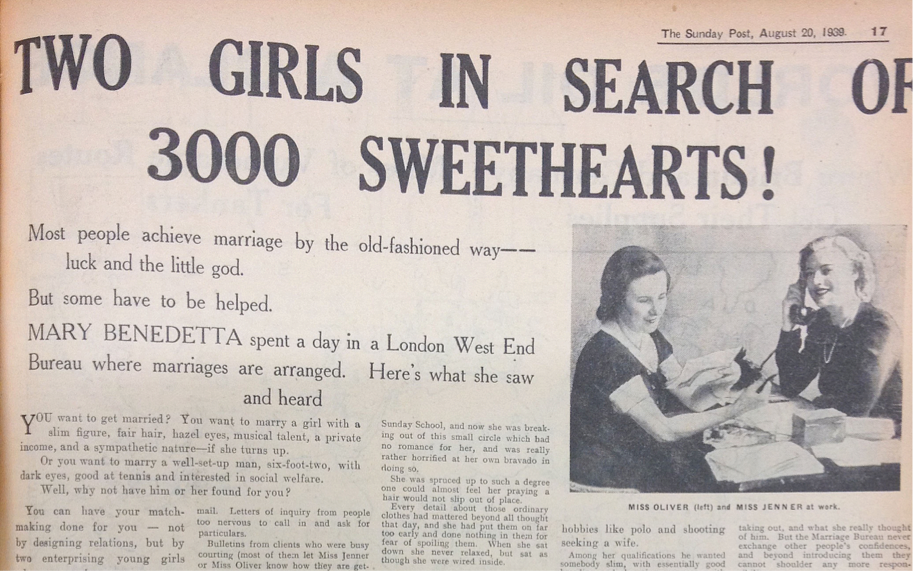 The Sunday Post, August 20, 1939. 17
TWO GIRLS IN SEARCH OF
3000 SWEETHEARTS!
Most people achieve marriage by the old-fashioned way——
luck and the little god.
But some have to be helped.
MARY BENEDETTA spent a day in a London West End
Bureau where marriages are arranged. Here's what she saw
and heard
YOU want to get married? You want to marry a girl with a
slim figure, fair hair, hazel eyes, musical talent, a private
income, and a sympathetic nature—if she turns up.
Or you want to marry a well-set-up man, six-foot-two, with
dark eyes, good at tennis and interested in social welfare.
Well, why not have him or her found for you?
You can have your match-
making done for you — not
by designing relations, but by
two enterprising young girls
mail. Letters of inquiry from people
too nervous to call in and ask for
particulars.
Bulletins from clients who were busy
courting (most of them let Miss Jenner
or Miss Oliver know how they are get-
Sunday School, and now she was break-
ing out of this small circle which had
no romance for her, and was really
rather horrified at her own bravado in
doing so.
She was spruced up to such a degree
one could almost feel her praying a
hair would not slip out of place.
Every detail about those ordinary
clothes had mattered beyond all thought
that day, and she had put them on far
too early and done nothing in them for
fear of spoiling them. When she sat
down she never relaxed, but sat as
though she were wired inside.
MISS OLIVER (left) and MISS JENNER at work.
hobbies like polo and shooting
seeking a wife.
Among her qualifications he wanted
somebody slim, with essentially good
taking out, and what she really thought
of him. But the Marriage Bureau never
exchange other people's confidences,
and beyond introducing them they
cannot shoulder any more respon-